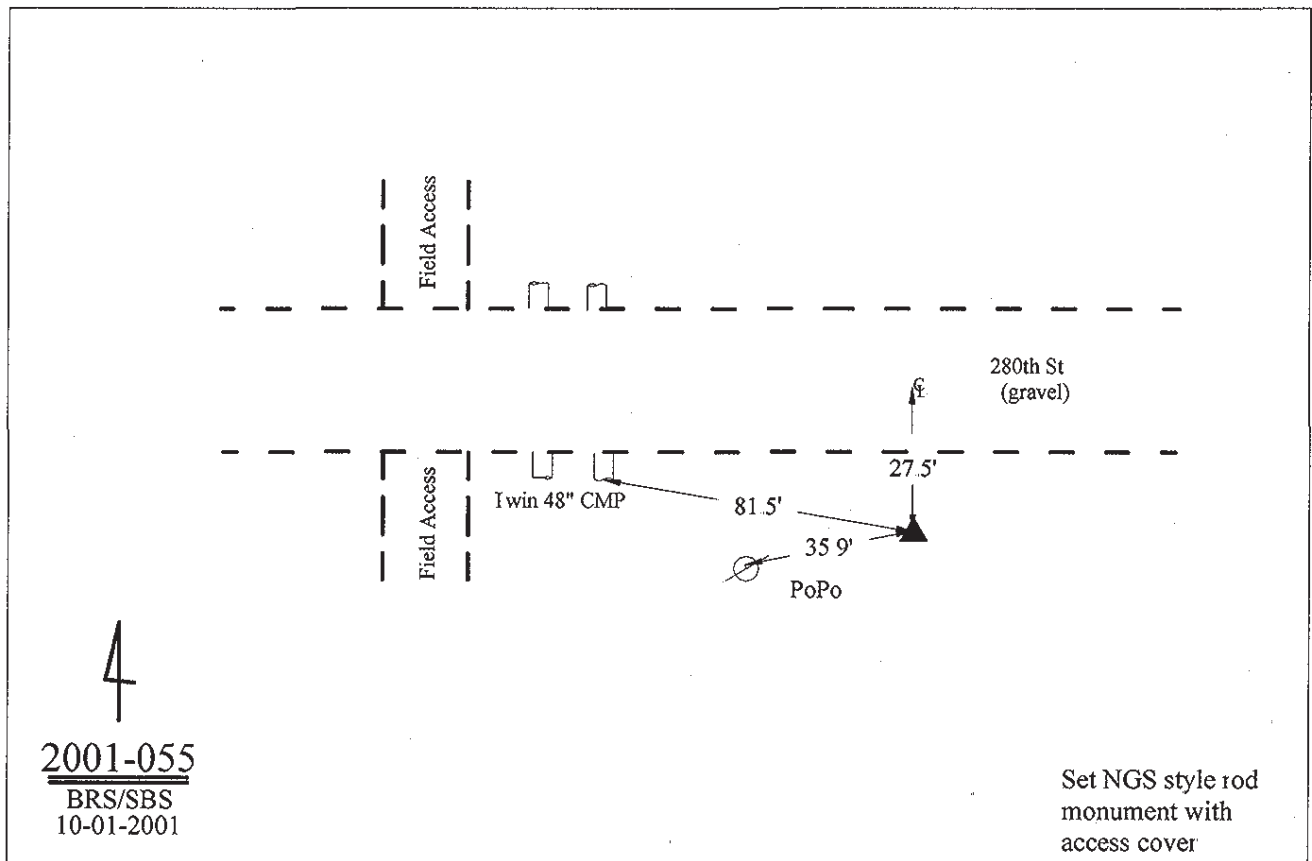 Field Access
280th St
(gravel)
℄
27.5'
Field Access
Twin 48" CMP
81.5'
35 9'
PoPo
2001-055
BRS/SBS
10-01-2001
Set NGS style rod
monument with
access cover